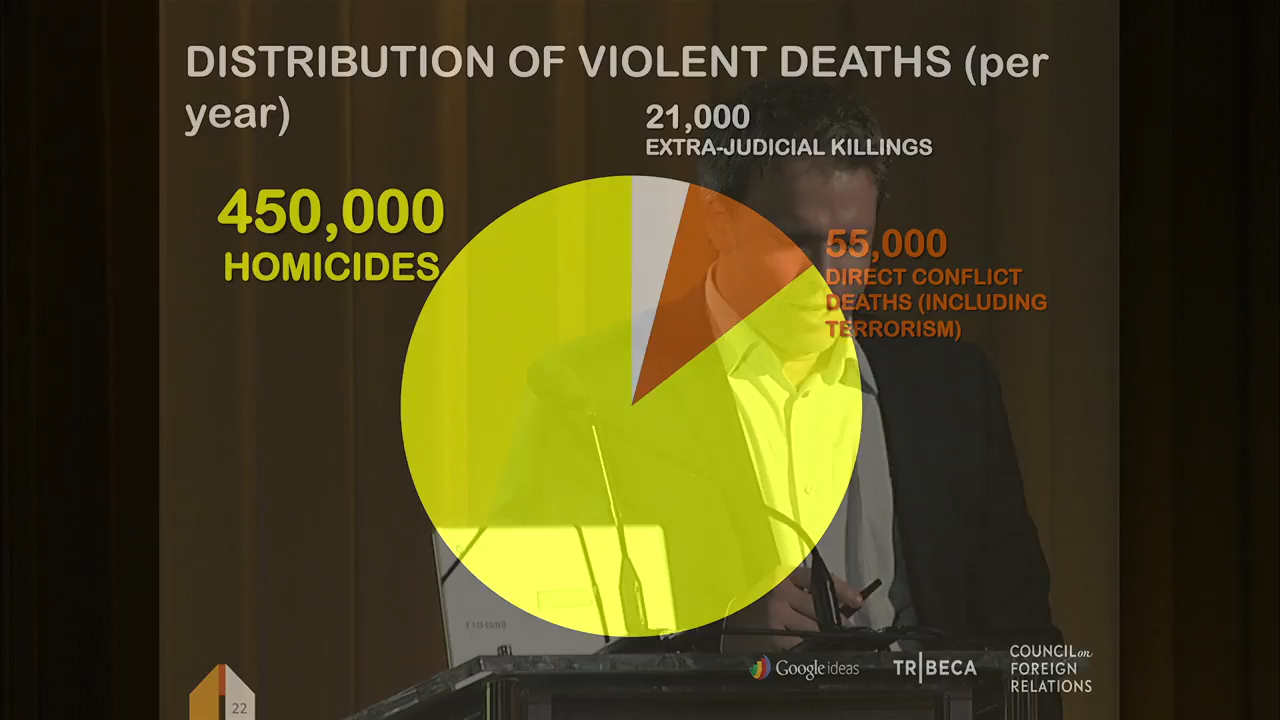 DISTRIBUTION OF VIOLENT DEATHS (per
year)
21,000
EXTRA-JUDICIAL KILLINGS
450,000
HOMICIDES
55,000
DIRECT CONFLICT
DEATHS (INCLUDING
TERRORISM)
SAMSUNG
Google ideas
TRIBECA
COUNCIL on
FOREIGN
RELATIONS
22